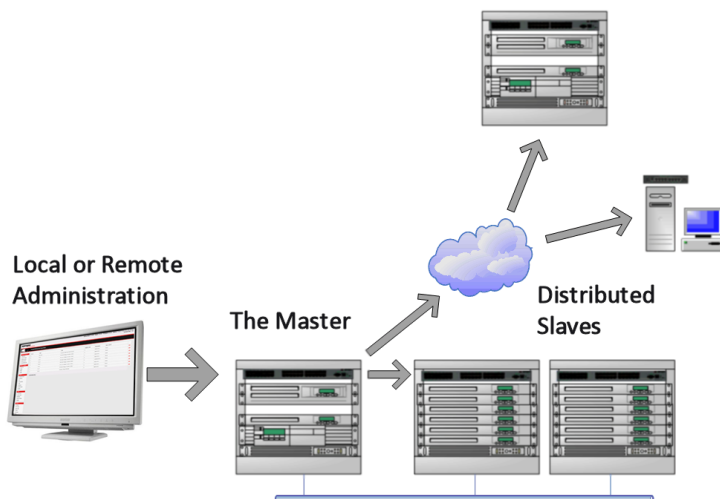 Local or Remote
Administration
The Master
Distributed
Slaves